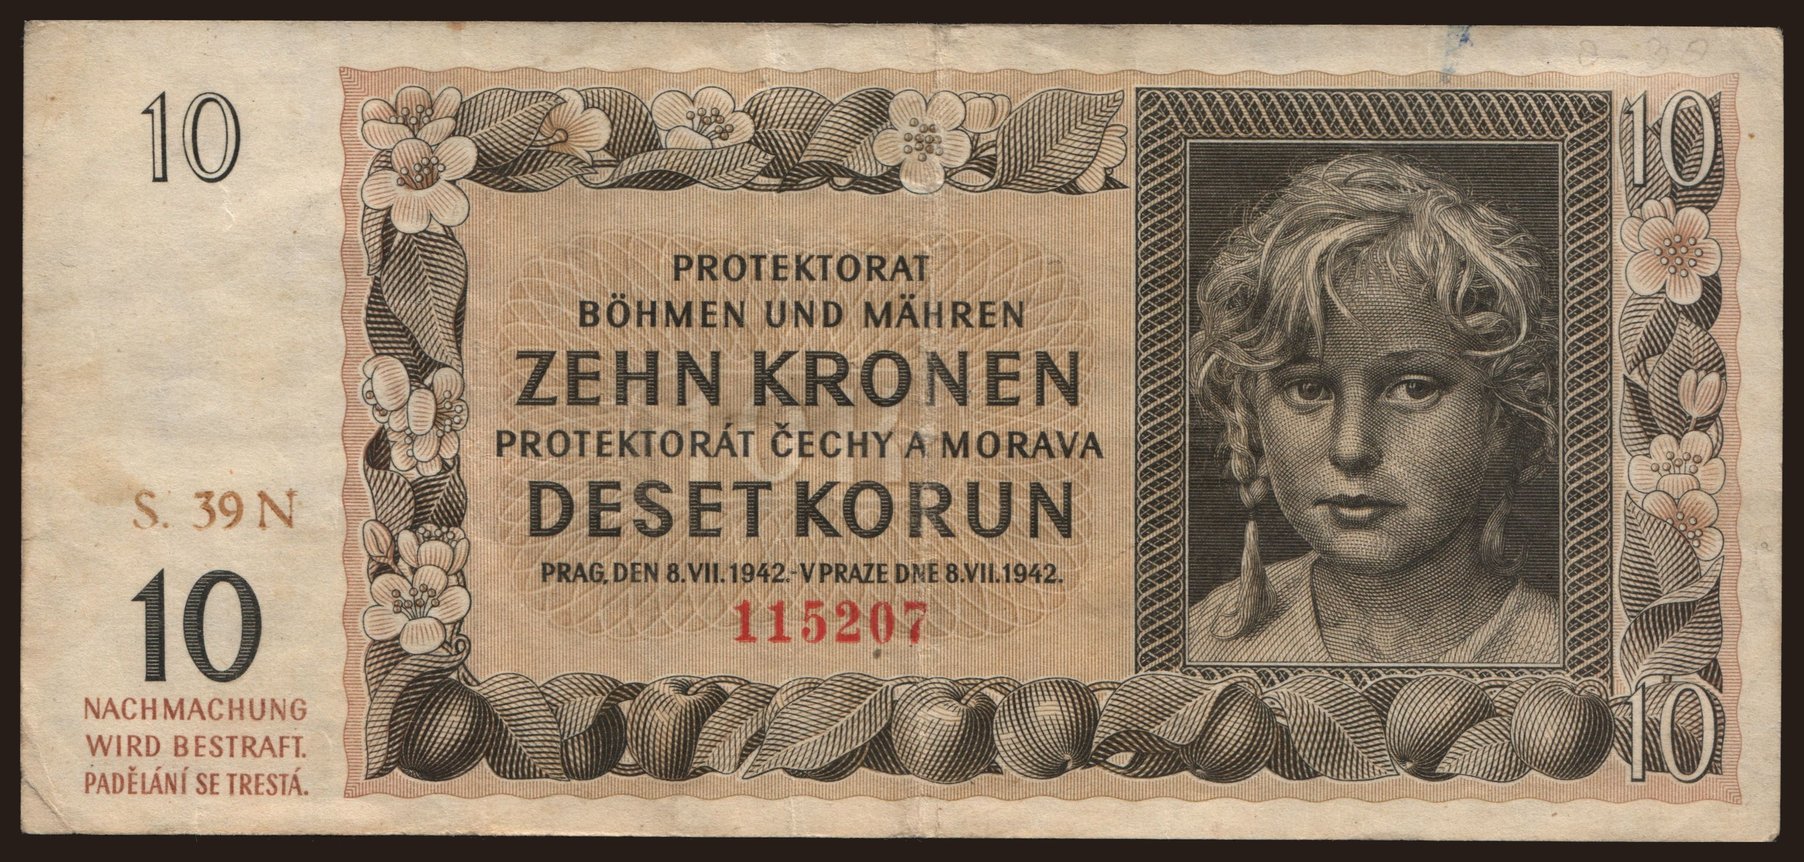 10
10
PROTEKTORAT
BÖHMEN UND MÄHREN
ZEHN KRONEN
PROTEKTORÁT ČECHY A MORAVA
DESET KORUN
PRAG, DEN 8.VII.1942.-V PRAZE DNE 8.VII.1942.
115207
S. 39 N
10
NACHMACHUNG
WIRD BESTRAFT.
PADĚLÁNÍ SE TRESTÁ.
10